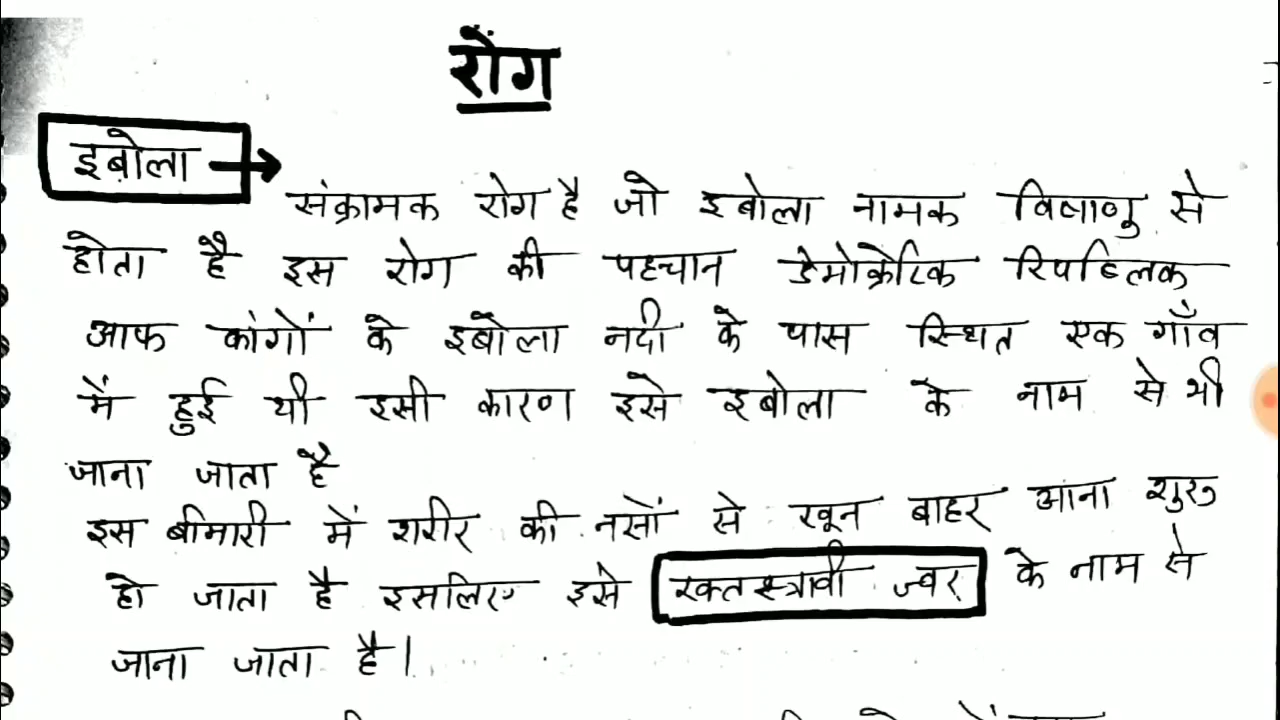 रोंग
इबोला →
संक्रामक रोग है जो इबोला नामक विषाणु से
होता है इस रोग की पहचान डेमोक्रेटिक रिपब्लिक
आफ कांगों के इबोला नदी के पास स्थित एक गाँव
में हुई थी इसी कारण इसे इबोला के नाम से भी
जाना जाता है
इस बीमारी में शरीर की नसों से खून बाहर आना शुरु
हो जाता है इसलिए इसे रक्तस्त्रावी ज्वर के नाम से
जाना जाता है।